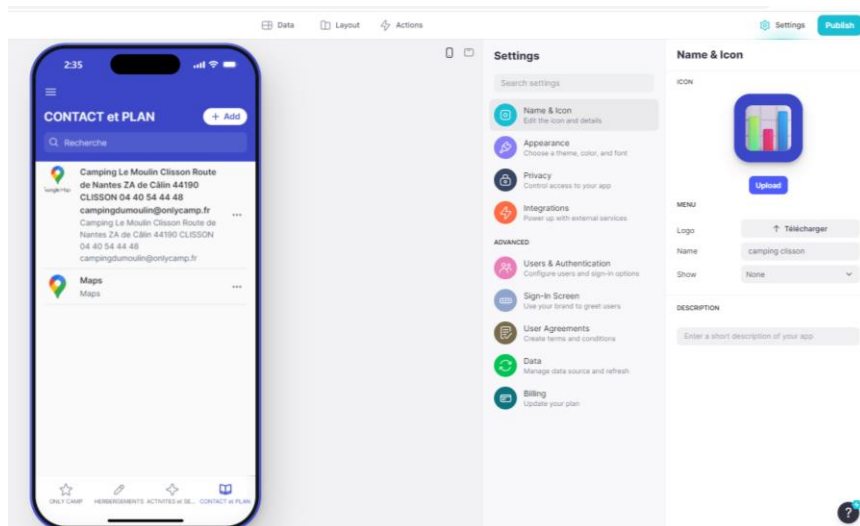 Data
Layout
Actions
Settings
Publish
2:35
CONTACT et PLAN
+ Add
Recherche
Camping Le Moulin Clisson Route
de Nantes ZA de Câlin 44190
CLISSON 04 40 54 44 48
campingdumoulin@onlycamp.fr
Camping Le Moulin Clisson Route de
Nantes ZA de Câlin 44190 CLISSON
04 40 54 44 48
campingdumoulin@onlycamp.fr
Maps
Maps
ONLY CAMP
HERBERGEMENTS
ACTIVITES et SE...
CONTACT et PLAN
Settings
Search settings
Name & Icon
Edit the icon and details
Appearance
Choose a theme, color, and font
Privacy
Control access to your app
Integrations
Power up with external services
ADVANCED
Users & Authentication
Configure users and sign-in options
Sign-In Screen
Use your brand to greet users
User Agreements
Create terms and conditions
Data
Manage data source and refresh
Billing
Update your plan
Name & Icon
ICON
Upload
MENU
Logo
Télécharger
Name
camping clisson
Show
None
DESCRIPTION
Enter a short description of your app
?